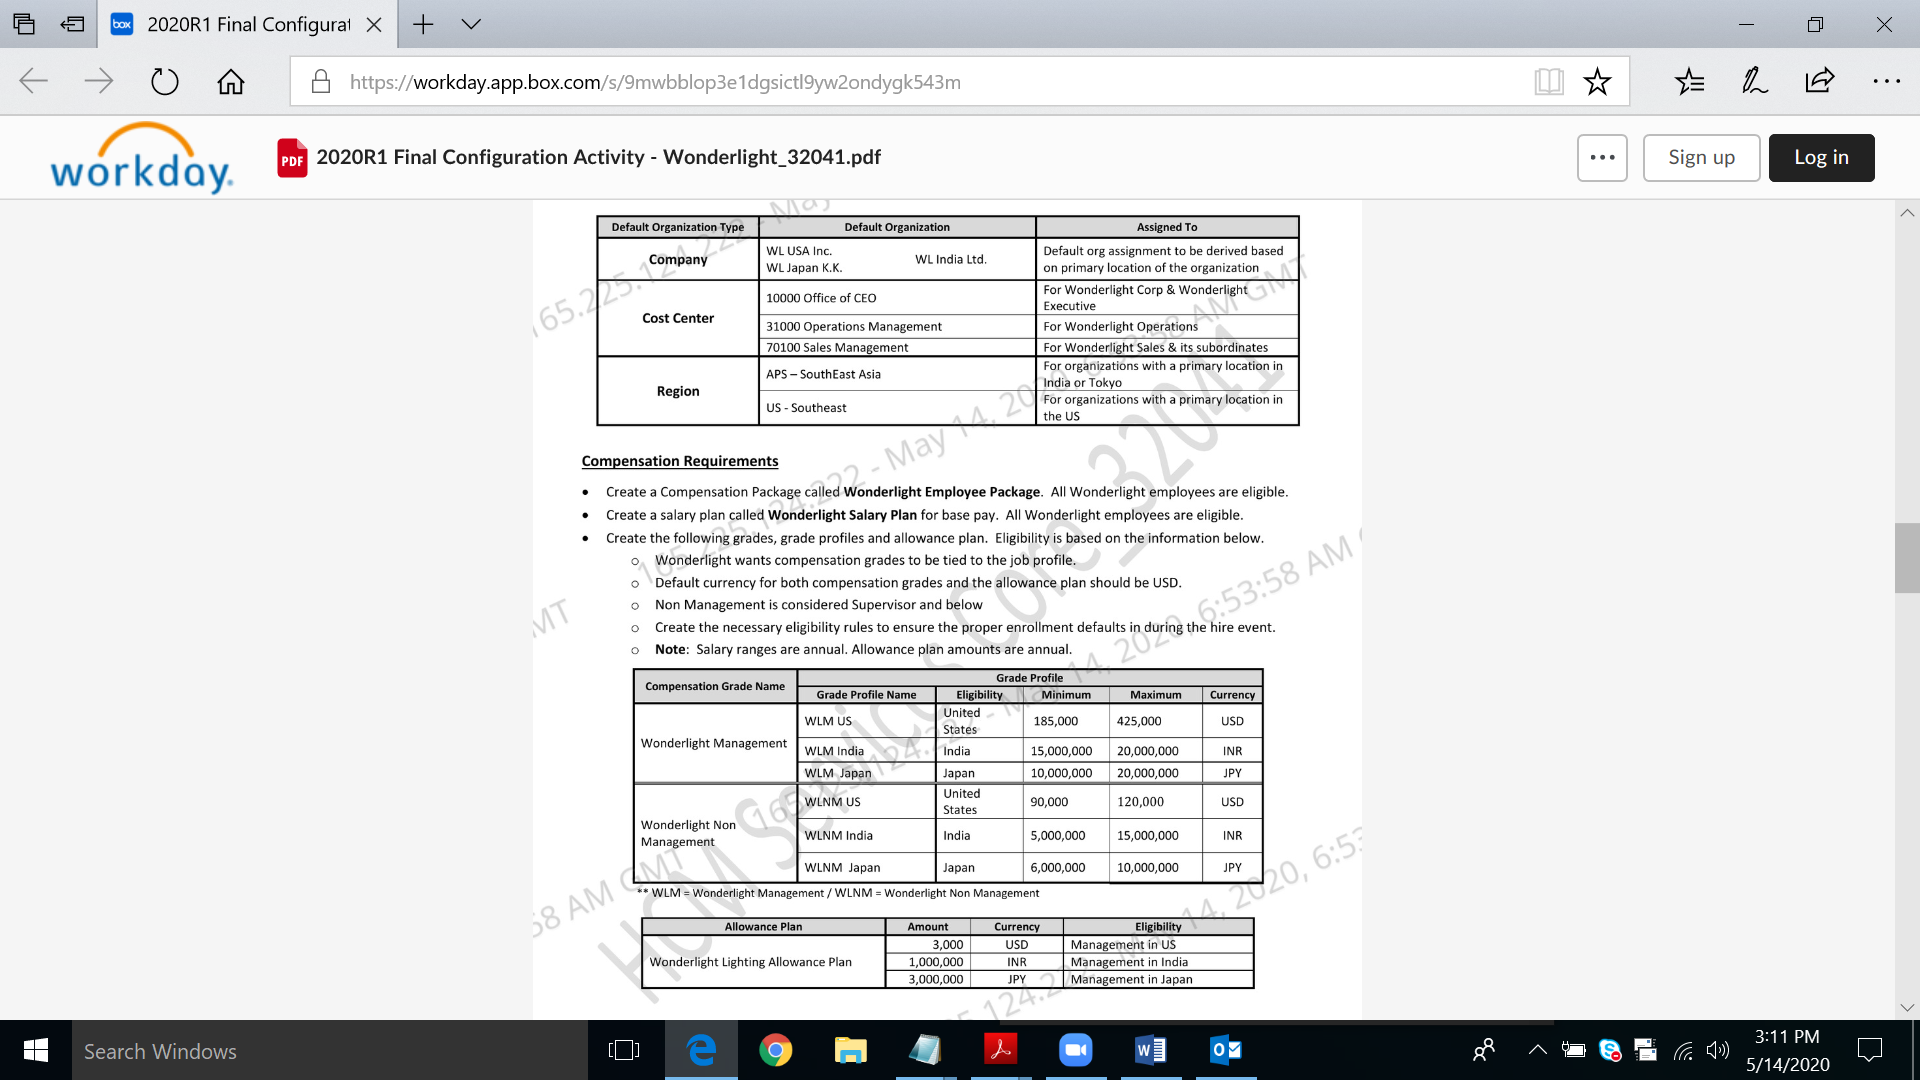 2020R1 Final Configurat
https://workday.app.box.com/s/9mwbblop3e1dgsictl9yw2ondygk543m
workday.
PDF
2020R1 Final Configuration Activity - Wonderlight_32041.pdf
Sign up
Log in
Default Organization Type Default Organization Assigned To
Company
WL USA Inc.
WL Japan K.K.
WL India Ltd.
Default org assignment to be derived based
on primary location of the organization
Cost Center
10000 Office of CEO
For Wonderlight Corp & Wonderlight
Executive
31000 Operations Management For Wonderlight Operations
70100 Sales Management For Wonderlight Sales & its subordinates
Region
APS – SouthEast Asia
For organizations with a primary location in
India or Tokyo
US - Southeast
For organizations with a primary location in
the US
Compensation Requirements
• Create a Compensation Package called Wonderlight Employee Package. All Wonderlight employees are eligible.
• Create a salary plan called Wonderlight Salary Plan for base pay. All Wonderlight employees are eligible.
• Create the following grades, grade profiles and allowance plan. Eligibility is based on the information below.
o Wonderlight wants compensation grades to be tied to the job profile.
o Default currency for both compensation grades and the allowance plan should be USD.
o Non Management is considered Supervisor and below
o Create the necessary eligibility rules to ensure the proper enrollment defaults in during the hire event.
o Note: Salary ranges are annual. Allowance plan amounts are annual.
Compensation Grade Name
Grade Profile
Grade Profile Name Eligibility Minimum Maximum Currency
Wonderlight Management
WLM US United States 185,000 425,000 USD
WLM India India 15,000,000 20,000,000 INR
WLM Japan Japan 10,000,000 20,000,000 JPY
Wonderlight Non
Management
WLNM US United States 90,000 120,000 USD
WLNM India India 5,000,000 15,000,000 INR
WLNM Japan Japan 6,000,000 10,000,000 JPY
** WLM = Wonderlight Management / WLNM = Wonderlight Non Management
Allowance Plan Amount Currency Eligibility
Wonderlight Lighting Allowance Plan
3,000 USD Management in US
1,000,000 INR Management in India
3,000,000 JPY Management in Japan
HCM Services Core_32041
165.225.124.222 - May 14, 2020, 6:53:58 AM GMT
Search Windows
3:11 PM
5/14/2020